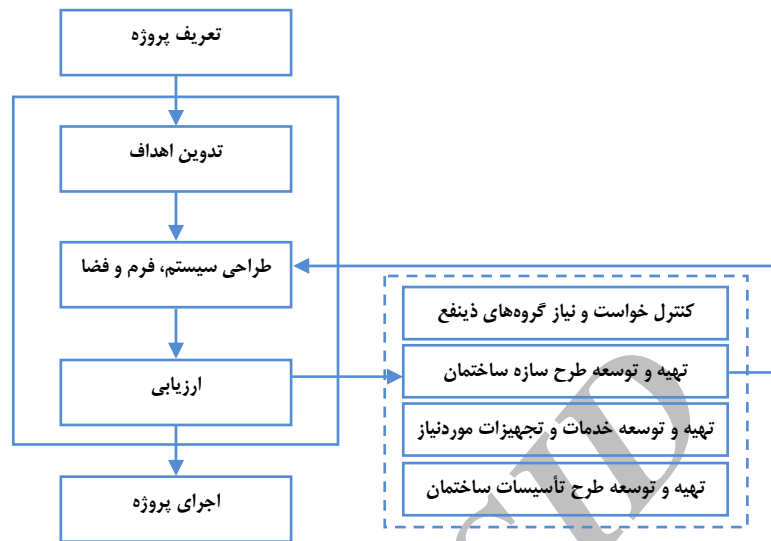 تعریف پروژه
تدوین اهداف
طراحی سیستم، فرم و فضا
ارزیابی
اجرای پروژه
کنترل خواست و نیاز گروه‌های ذینفع
تهیه و توسعه طرح سازه ساختمان
تهیه و توسعه خدمات و تجهیزات موردنیاز
تهیه و توسعه طرح تأسیسات ساختمان
SID